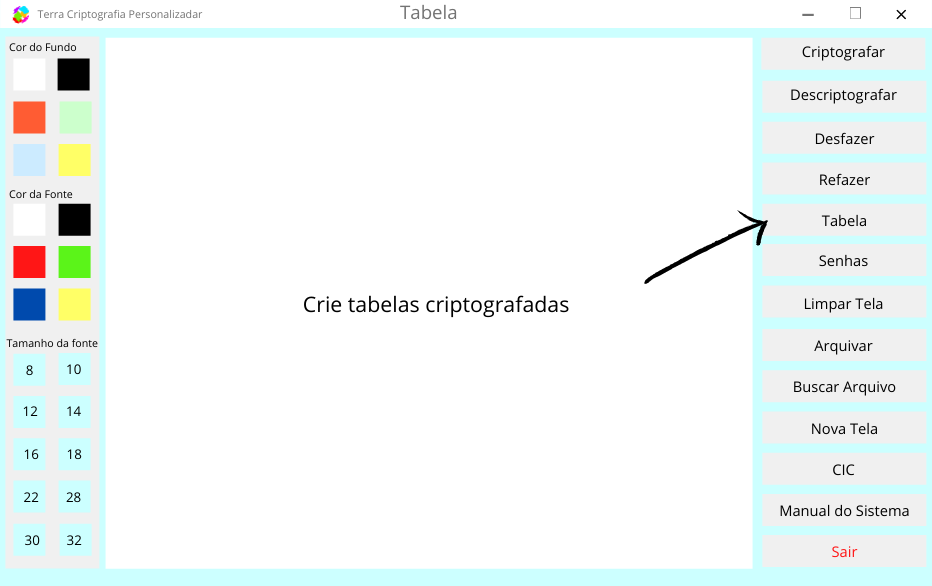 Terra Criptografia Personalizadar
Tabela
Cor do Fundo
Cor da Fonte
Tamanho da fonte
8 10
12 14
16 18
22 28
30 32
Crie tabelas criptografadas
Criptografar
Descriptografar
Desfazer
Refazer
Tabela
Senhas
Limpar Tela
Arquivar
Buscar Arquivo
Nova Tela
CIC
Manual do Sistema
Sair